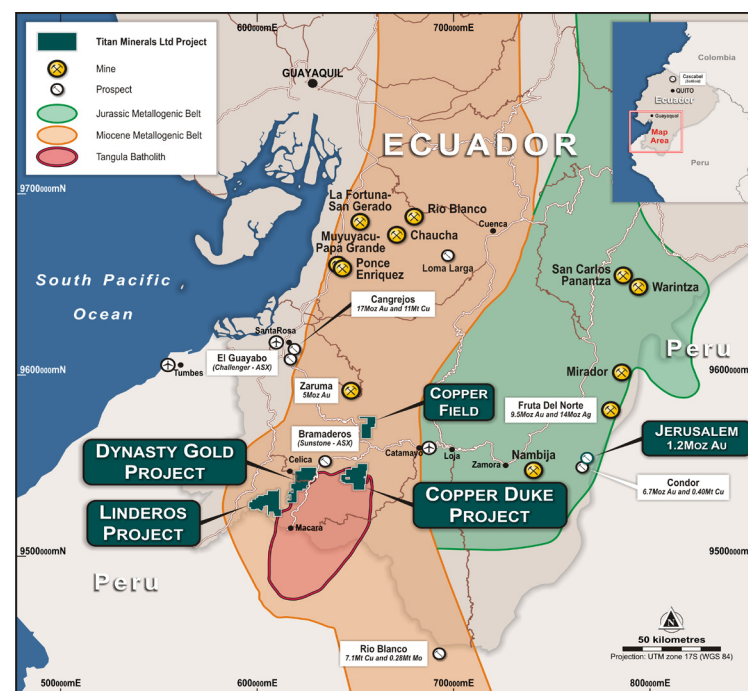 600000mE
700000mE
Titan Minerals Ltd Project
Mine
Prospect
Jurassic Metallogenic Belt
Miocene Metallogenic Belt
Tangula Batholith
GUAYAQUIL
ECUADOR
Colombia
Cascabel
(SolGold)
QUITO
Ecuador
Guayaquil
Map
Area
Peru
9700000mN
La Fortuna-
San Gerado
Rio Blanco
Chaucha
Cuenca
Muyuyacu-
Papa Grande
Ponce
Enriquez
Loma Larga
South Pacific
Ocean
San Carlos
Panantza
Warintza
Cangrejos
17Moz Au and 11Mt Cu
SantaRosa
El Guayabo
(Challenger - ASX)
Tumbes
Peru
9600000mN
9600000mN
Mirador
Zaruma
5Moz Au
COPPER
FIELD
Fruta Del Norte
9.5Moz Au and 14Moz Ag
Bramaderos
(Sunstone - ASX)
Catamayo
Loja
Zamora
Nambija
JERUSALEM
1.2MOZ AU
DYNASTY GOLD
PROJECT
Celica
Condor
6.7Moz Au and 0.40Mt Cu
LINDEROS
PROJECT
COPPER DUKE
PROJECT
Macará
9500000mN
9500000mN
Peru
Rio Blanco
7.1Mt Cu and 0.28Mt Mo
N
50 kilometres
Projection: UTM zone 17S (WGS 84)
500000mE
600000mE
700000mE
800000mE